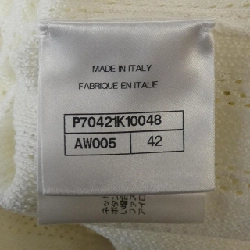 MADE IN ITALY
FABRIQUE EN ITALIE
P70421K10048
AW005 42